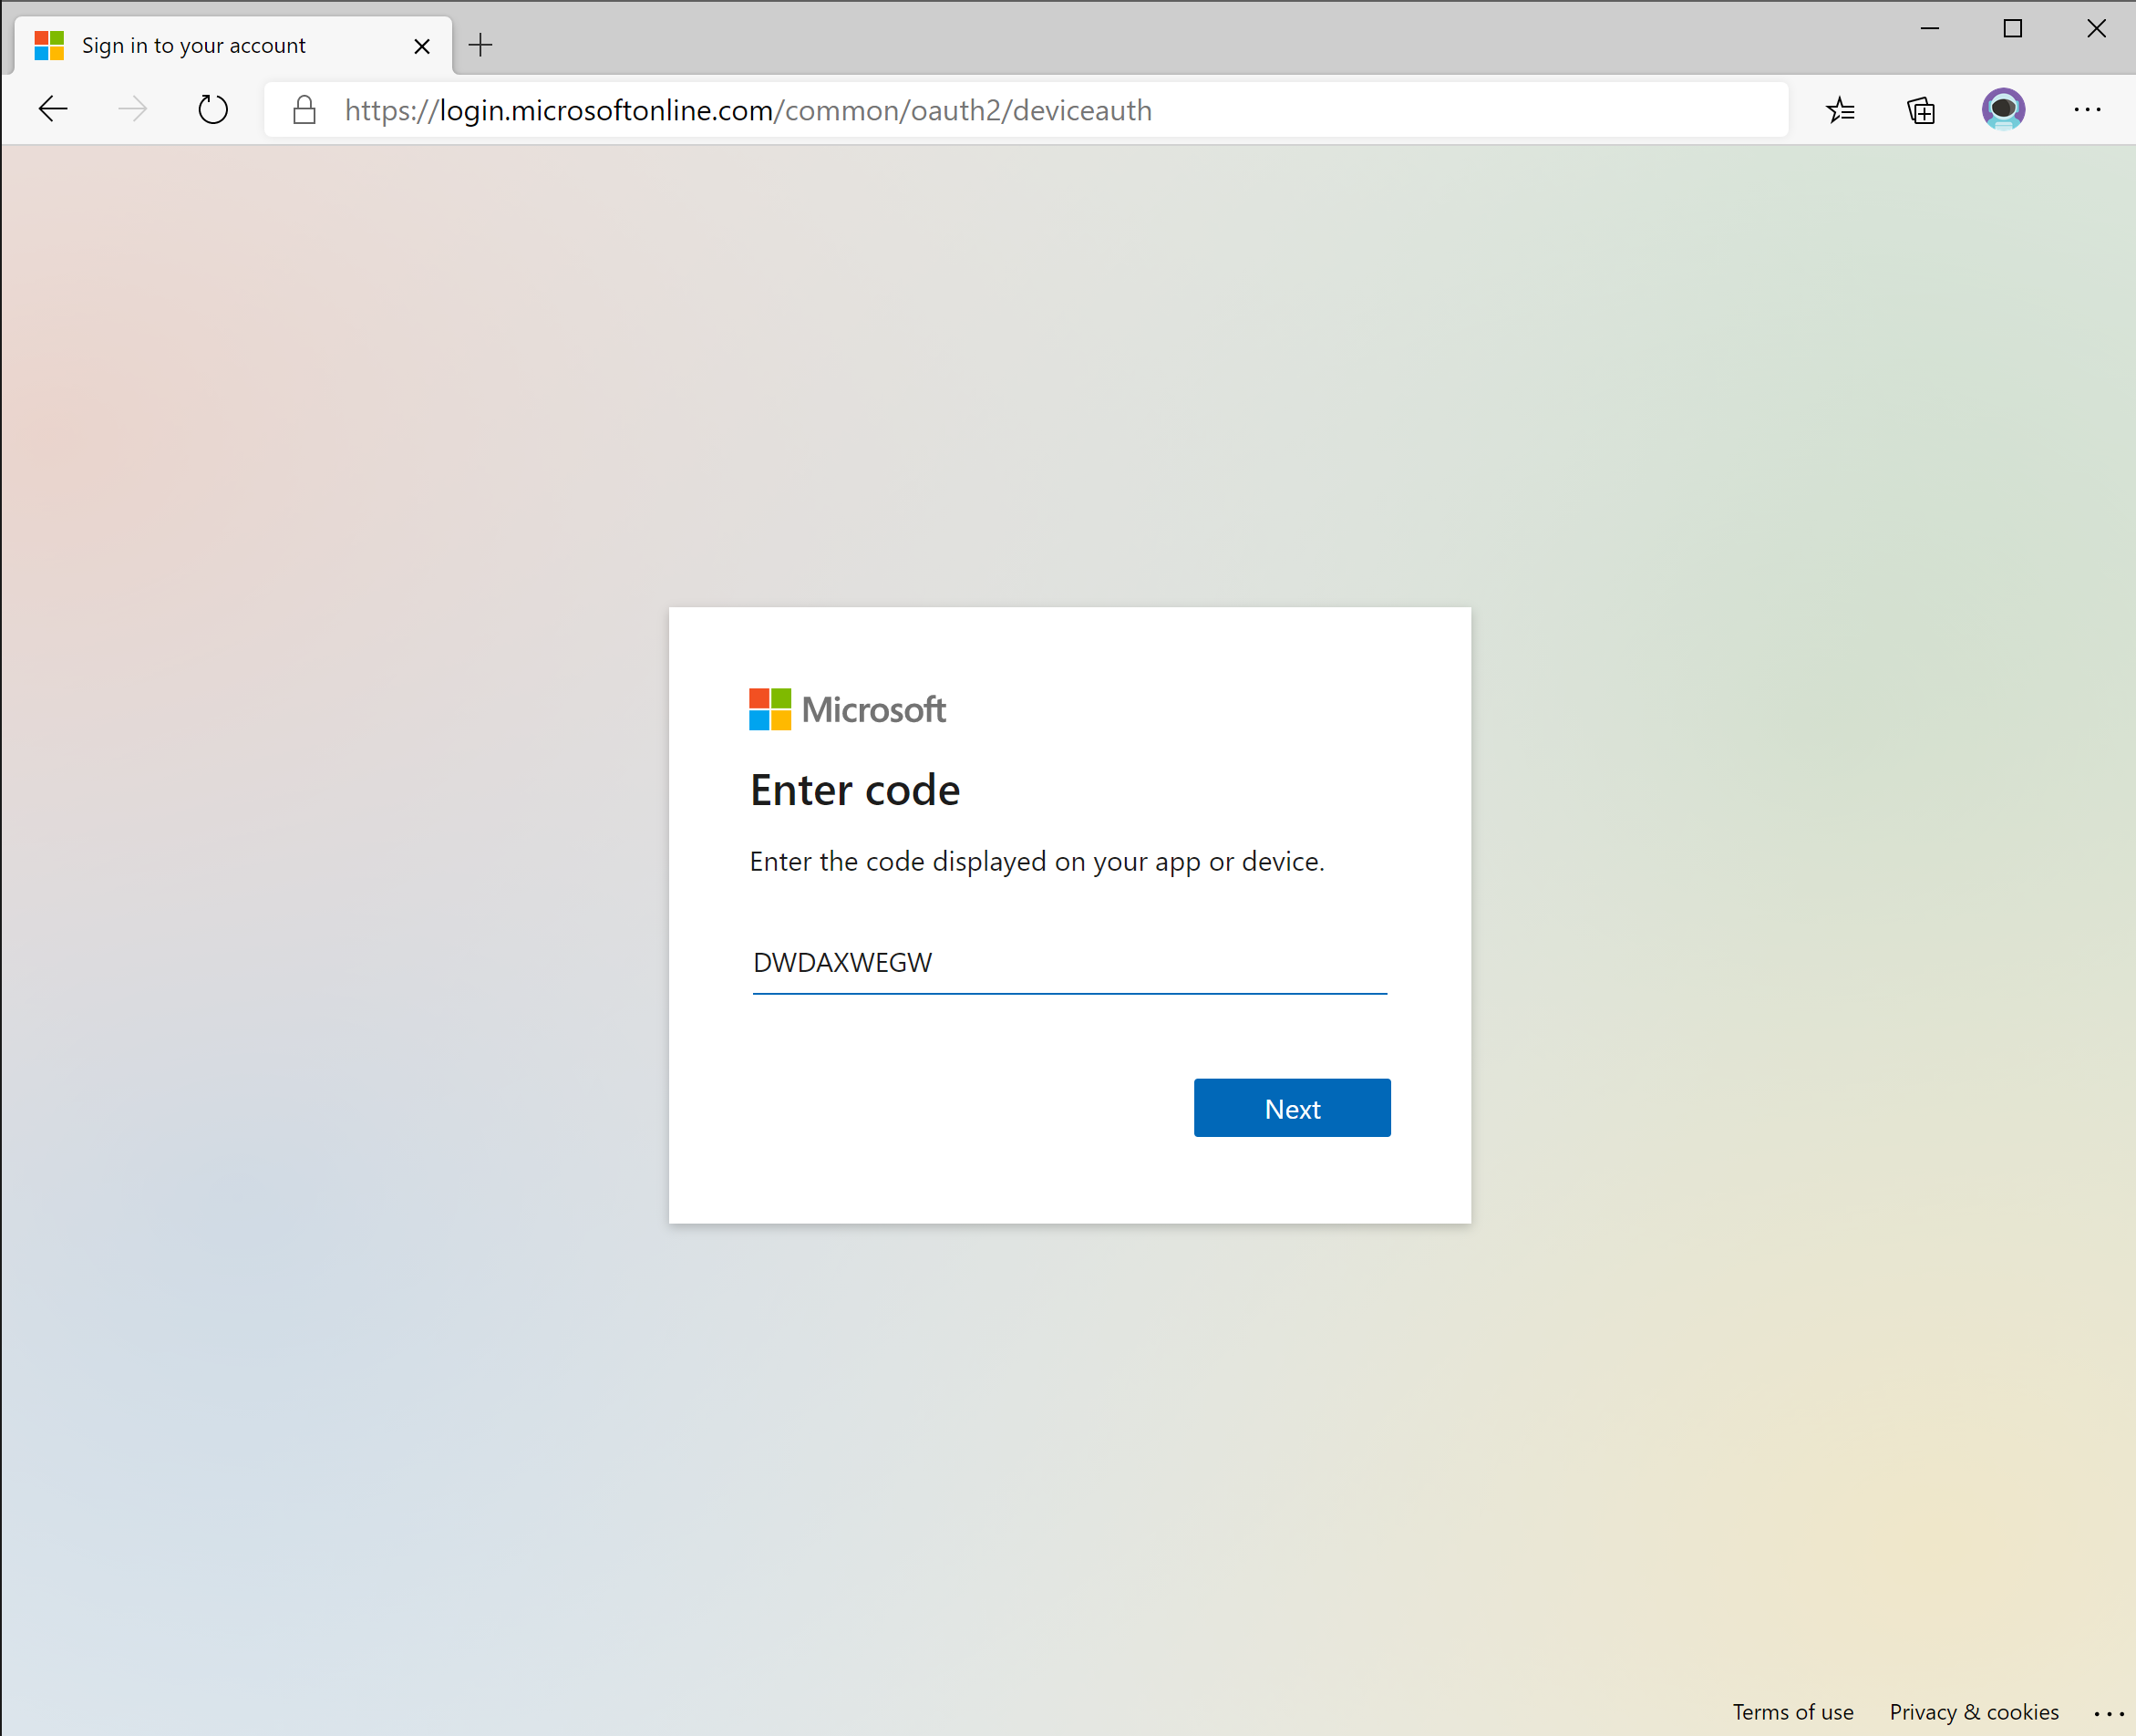 Sign in to your account
https://login.microsoftonline.com/common/oauth2/deviceauth
Microsoft
Enter code
Enter the code displayed on your app or device.
DWDAXWEGW
Next
Terms of use Privacy & cookies